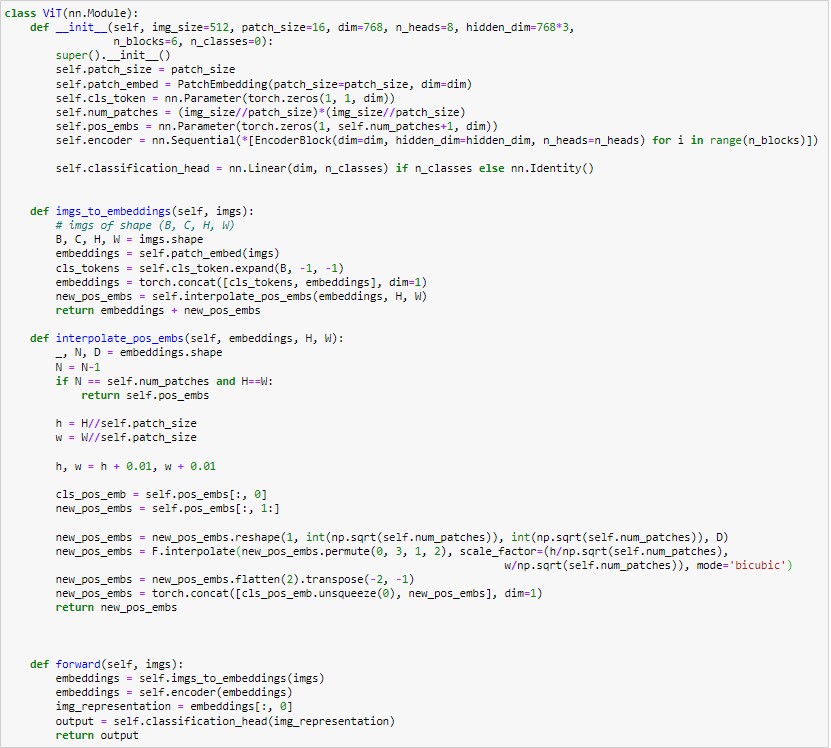 class ViT(nn.Module):
    def __init__(self, img_size=512, patch_size=16, dim=768, n_heads=8, hidden_dim=768*3,
                 n_blocks=6, n_classes=0):
        super().__init__()
        self.patch_size = patch_size
        self.patch_embed = PatchEmbedding(patch_size=patch_size, dim=dim)
        self.cls_token = nn.Parameter(torch.zeros(1, 1, dim))
        self.num_patches = (img_size//patch_size)*(img_size//patch_size)
        self.pos_embs = nn.Parameter(torch.zeros(1, self.num_patches+1, dim))
        self.encoder = nn.Sequential(*[EncoderBlock(dim=dim, hidden_dim=hidden_dim, n_heads=n_heads) for i in range(n_blocks)])

        self.classification_head = nn.Linear(dim, n_classes) if n_classes else nn.Identity()


    def imgs_to_embeddings(self, imgs):
        # imgs of shape (B, C, H, W)
        B, C, H, W = imgs.shape
        embeddings = self.patch_embed(imgs)
        cls_tokens = self.cls_token.expand(B, -1, -1)
        embeddings = torch.concat([cls_tokens, embeddings], dim=1)
        new_pos_embs = self.interpolate_pos_embs(embeddings, H, W)
        return embeddings + new_pos_embs

    def interpolate_pos_embs(self, embeddings, H, W):
        _, N, D = embeddings.shape
        N = N-1
        if N == self.num_patches and H==W:
            return self.pos_embs

        h = H//self.patch_size
        w = W//self.patch_size

        h, w = h + 0.01, w + 0.01

        cls_pos_emb = self.pos_embs[:, 0]
        new_pos_embs = self.pos_embs[:, 1:]

        new_pos_embs = new_pos_embs.reshape(1, int(np.sqrt(self.num_patches)), int(np.sqrt(self.num_patches)), D)
        new_pos_embs = F.interpolate(new_pos_embs.permute(0, 3, 1, 2), scale_factor=(h/np.sqrt(self.num_patches),
                                                                              w/np.sqrt(self.num_patches)), mode='bicubic')
        new_pos_embs = new_pos_embs.flatten(2).transpose(-2, -1)
        new_pos_embs = torch.concat([cls_pos_emb.unsqueeze(0), new_pos_embs], dim=1)
        return new_pos_embs



    def forward(self, imgs):
        embeddings = self.imgs_to_embeddings(imgs)
        embeddings = self.encoder(embeddings)
        img_representation = embeddings[:, 0]
        output = self.classification_head(img_representation)
        return output